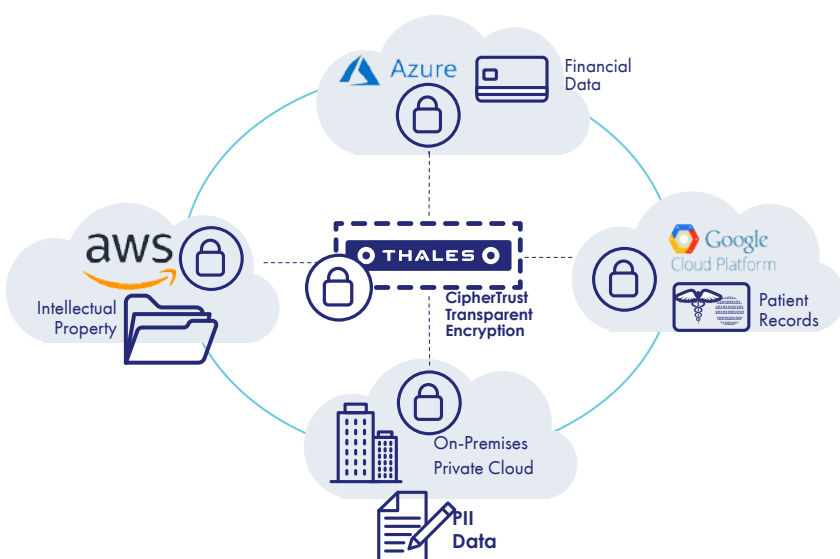 Azure
Financial
Data
aws
Intellectual
Property
THALES
CipherTrust
Transparent
Encryption
Google
Cloud Platform
Patient
Records
On-Premises
Private Cloud
PII
Data